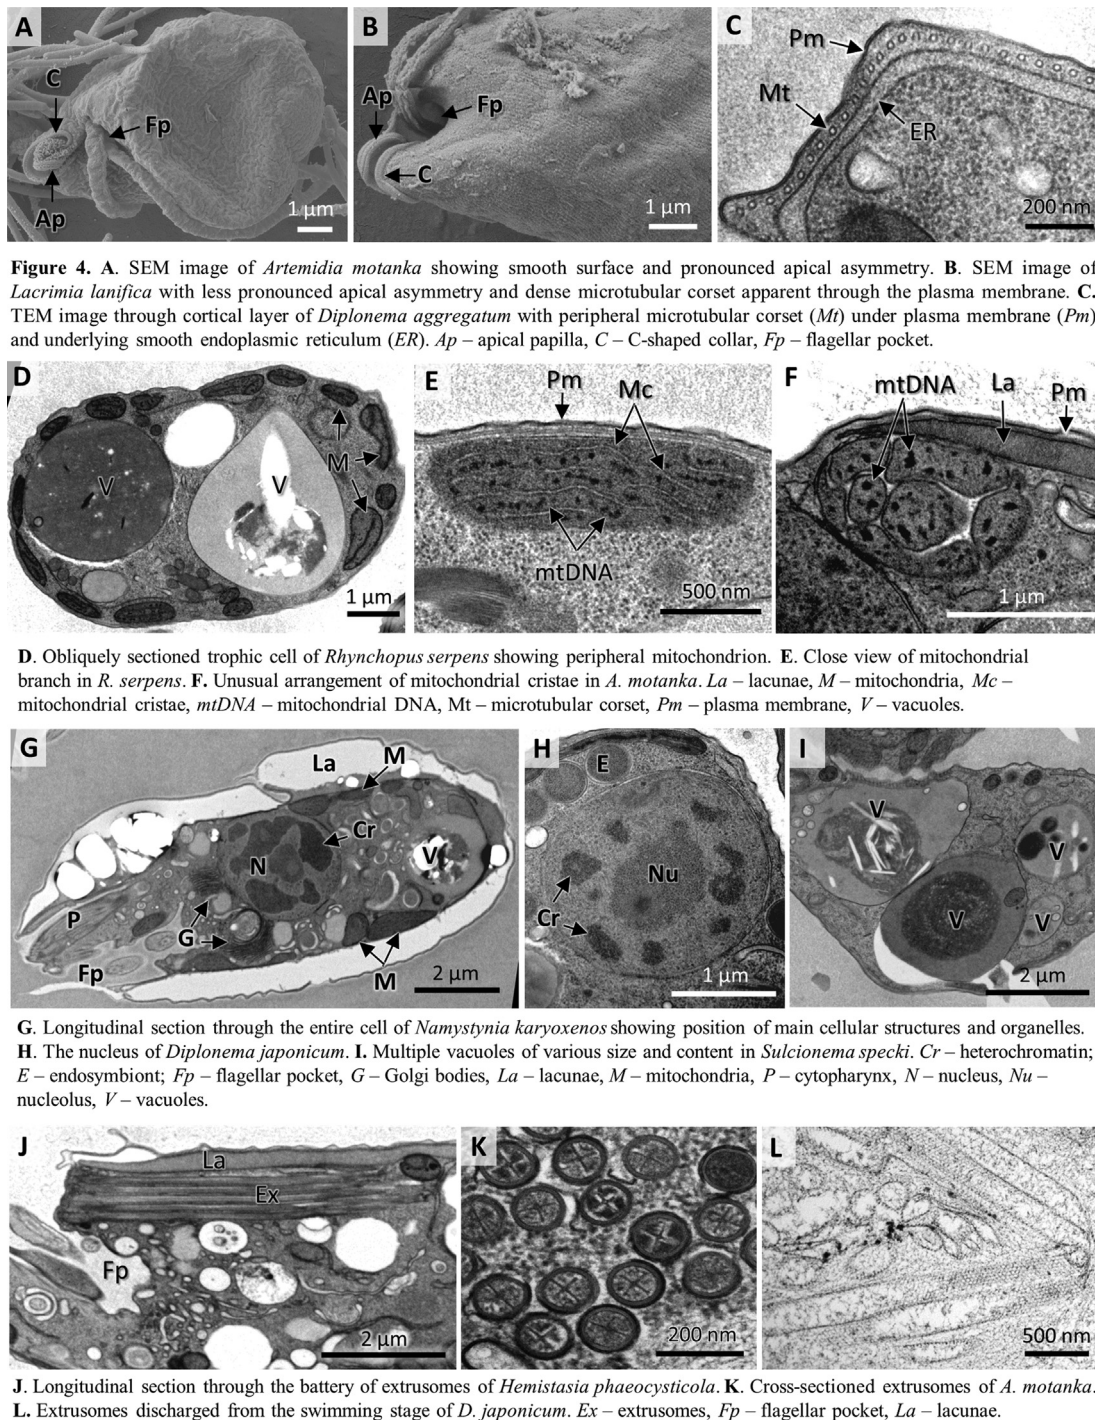 A
C
Fp
Ap
1 µm
B
Ap
Fp
C
1 µm
C
Pm
Mt
ER
200 nm
Figure 4. A. SEM image of Artemidia motanka showing smooth surface and pronounced apical asymmetry. B. SEM image of
Lacrimia lanifica with less pronounced apical asymmetry and dense microtubular corset apparent through the plasma membrane. C.
TEM image through cortical layer of Diplonema aggregatum with peripheral microtubular corset (Mt) under plasma membrane (Pm)
and underlying smooth endoplasmic reticulum (ER). Ap – apical papilla, C – C-shaped collar, Fp – flagellar pocket.
D
M
V
V
1 µm
E
Pm
Mc
mtDNA
500 nm
F
mtDNA
La
Pm
1 µm
D. Obliquely sectioned trophic cell of Rhynchopus serpens showing peripheral mitochondrion. E. Close view of mitochondrial
branch in R. serpens. F. Unusual arrangement of mitochondrial cristae in A. motanka. La – lacunae, M – mitochondria, Mc –
mitochondrial cristae, mtDNA – mitochondrial DNA, Mt – microtubular corset, Pm – plasma membrane, V – vacuoles.
G
La
M
Cr
N
V
P
G
Fp
M
2 µm
H
E
Nu
Cr
1 µm
I
V
V
V
V
2 µm
G. Longitudinal section through the entire cell of Namystynia karyoxenos showing position of main cellular structures and organelles.
H. The nucleus of Diplonema japonicum. I. Multiple vacuoles of various size and content in Sulcionema specki. Cr – heterochromatin;
E – endosymbiont; Fp – flagellar pocket, G – Golgi bodies, La – lacunae, M – mitochondria, P – cytopharynx, N – nucleus, Nu –
nucleolus, V – vacuoles.
J
La
Ex
Fp
2 µm
K
200 nm
L
500 nm
J. Longitudinal section through the battery of extrusomes of Hemistasia phaeocysticola. K. Cross-sectioned extrusomes of A. motanka.
L. Extrusomes discharged from the swimming stage of D. japonicum. Ex – extrusomes, Fp – flagellar pocket, La – lacunae.